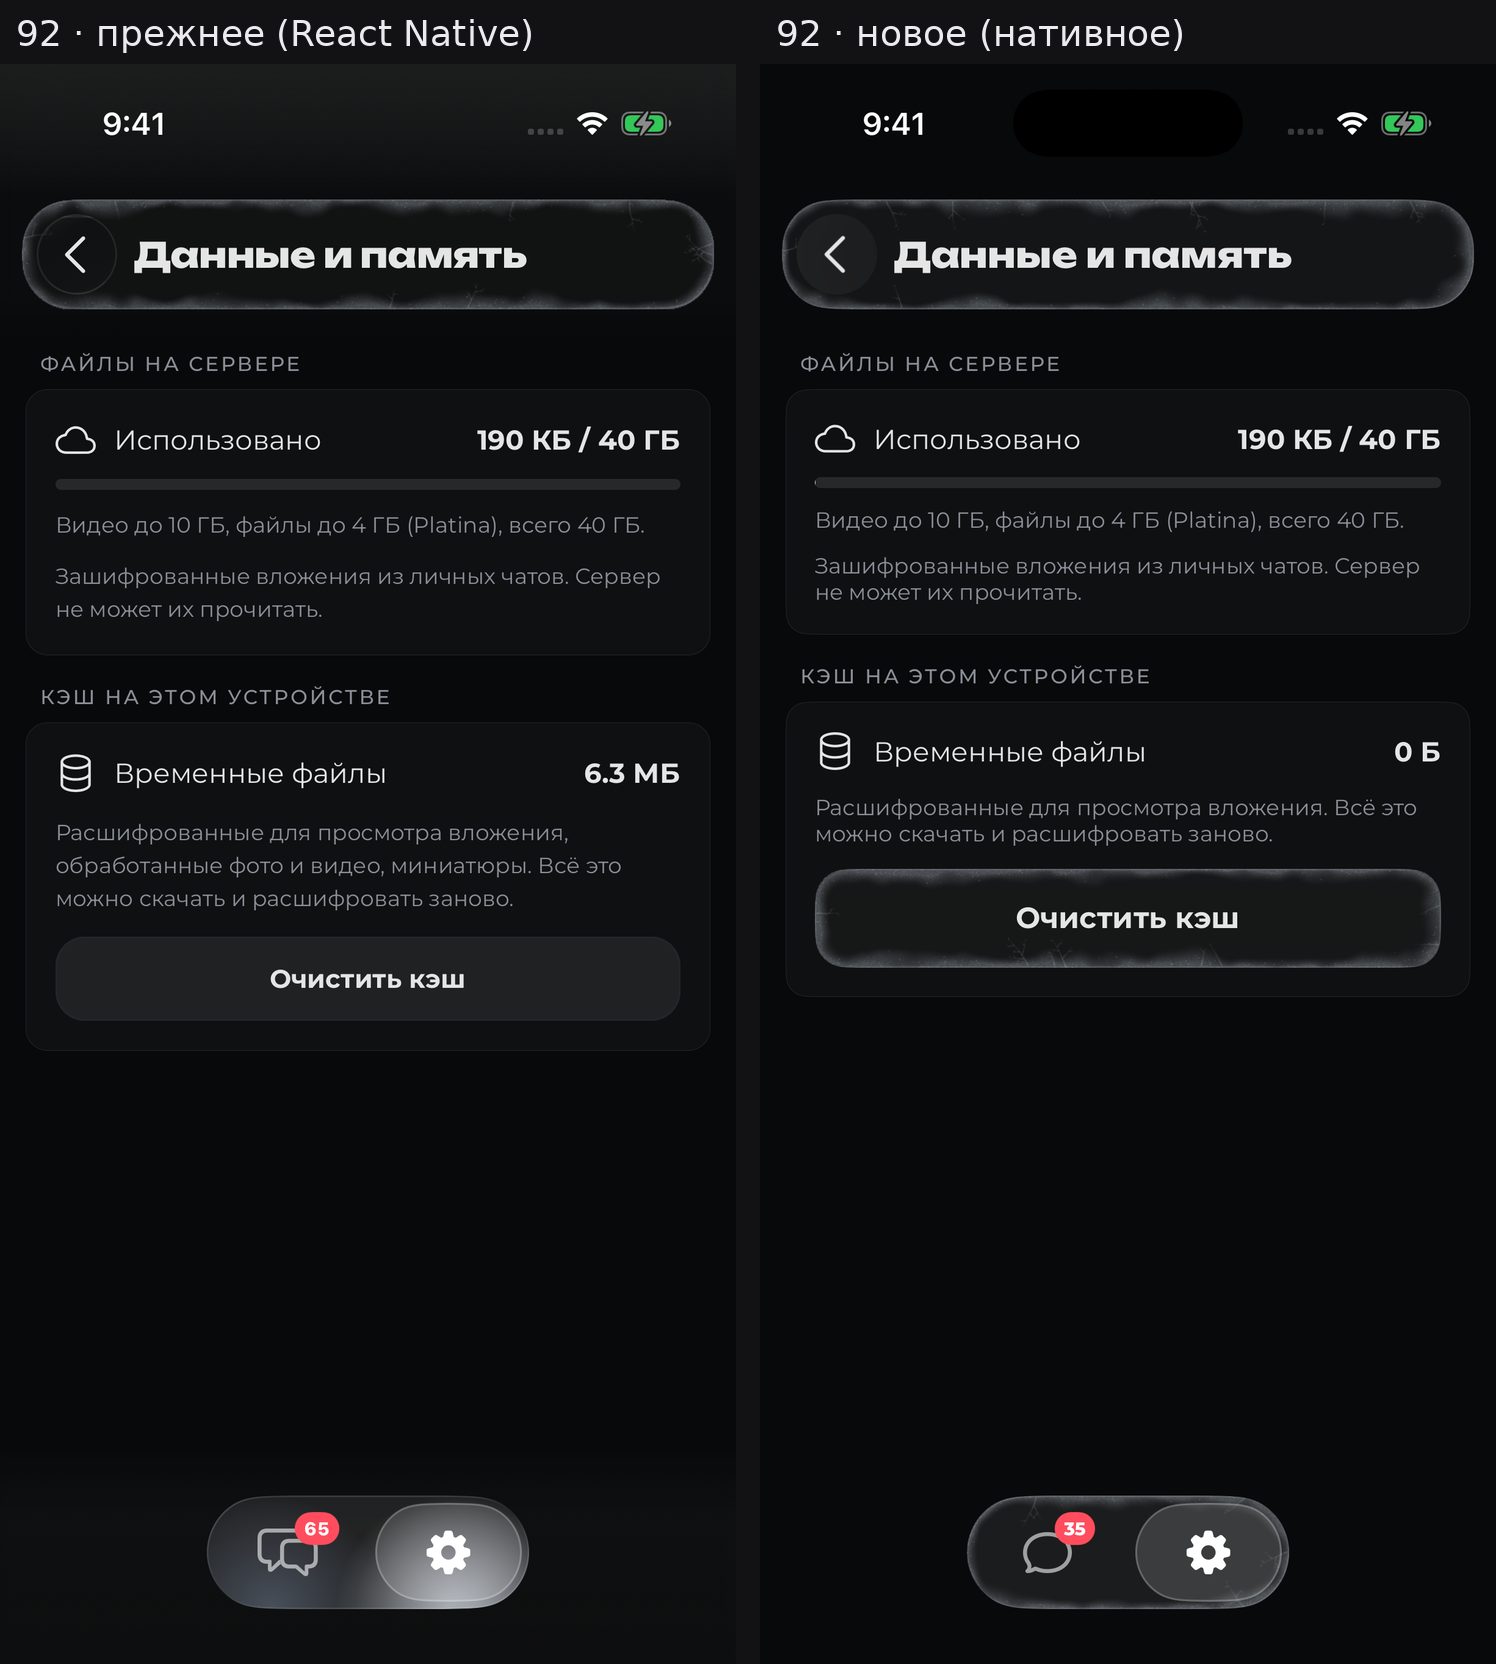 92 · прежнее (React Native)
9:41
Данные и память
ФАЙЛЫ НА СЕРВЕРЕ
Использовано 190 КБ / 40 ГБ
Видео до 10 ГБ, файлы до 4 ГБ (Platina), всего 40 ГБ.
Зашифрованные вложения из личных чатов. Сервер
не может их прочитать.
КЭШ НА ЭТОМ УСТРОЙСТВЕ
Временные файлы 6.3 МБ
Расшифрованные для просмотра вложения,
обработанные фото и видео, миниатюры. Всё это
можно скачать и расшифровать заново.
Очистить кэш
65
92 · новое (нативное)
9:41
Данные и память
ФАЙЛЫ НА СЕРВЕРЕ
Использовано 190 КБ / 40 ГБ
Видео до 10 ГБ, файлы до 4 ГБ (Platina), всего 40 ГБ.
Зашифрованные вложения из личных чатов. Сервер
не может их прочитать.
КЭШ НА ЭТОМ УСТРОЙСТВЕ
Временные файлы 0 Б
Расшифрованные для просмотра вложения. Всё это
можно скачать и расшифровать заново.
Очистить кэш
35